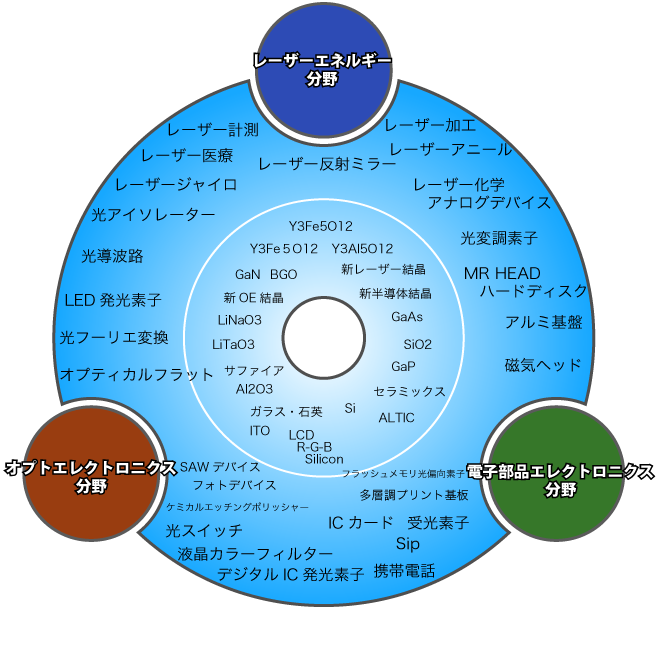 レーザーエネルギー
分野
レーザー計測
レーザー加工
レーザー医療
レーザー反射ミラー
レーザーアニール
レーザージャイロ
レーザー化学
アナログデバイス
光アイソレーター
光変調素子
光導波路
MR HEAD
ハードディスク
LED 発光素子
アルミ基盤
光フーリエ変換
磁気ヘッド
オプティカルフラット
Y3Fe5O12
Y3Fe５O12
Y3Al5O12
GaN
BGO
新レーザー結晶
新 OE 結晶
新半導体結晶
LiNaO3
GaAs
LiTaO3
SiO2
サファイア
GaP
Al2O3
セラミックス
ガラス・石英
Si
ALTIC
ITO
LCD
R-G-B
Silicon
オプトエレクトロニクス
分野
電子部品エレクトロニクス
分野
SAW デバイス
フラッシュメモリ光偏向素子
フォトデバイス
多層調プリント基板
ケミカルエッチングポリッシャー
光スイッチ
IC カード
受光素子
Sip
液晶カラーフィルター
デジタル IC 発光素子
携帯電話